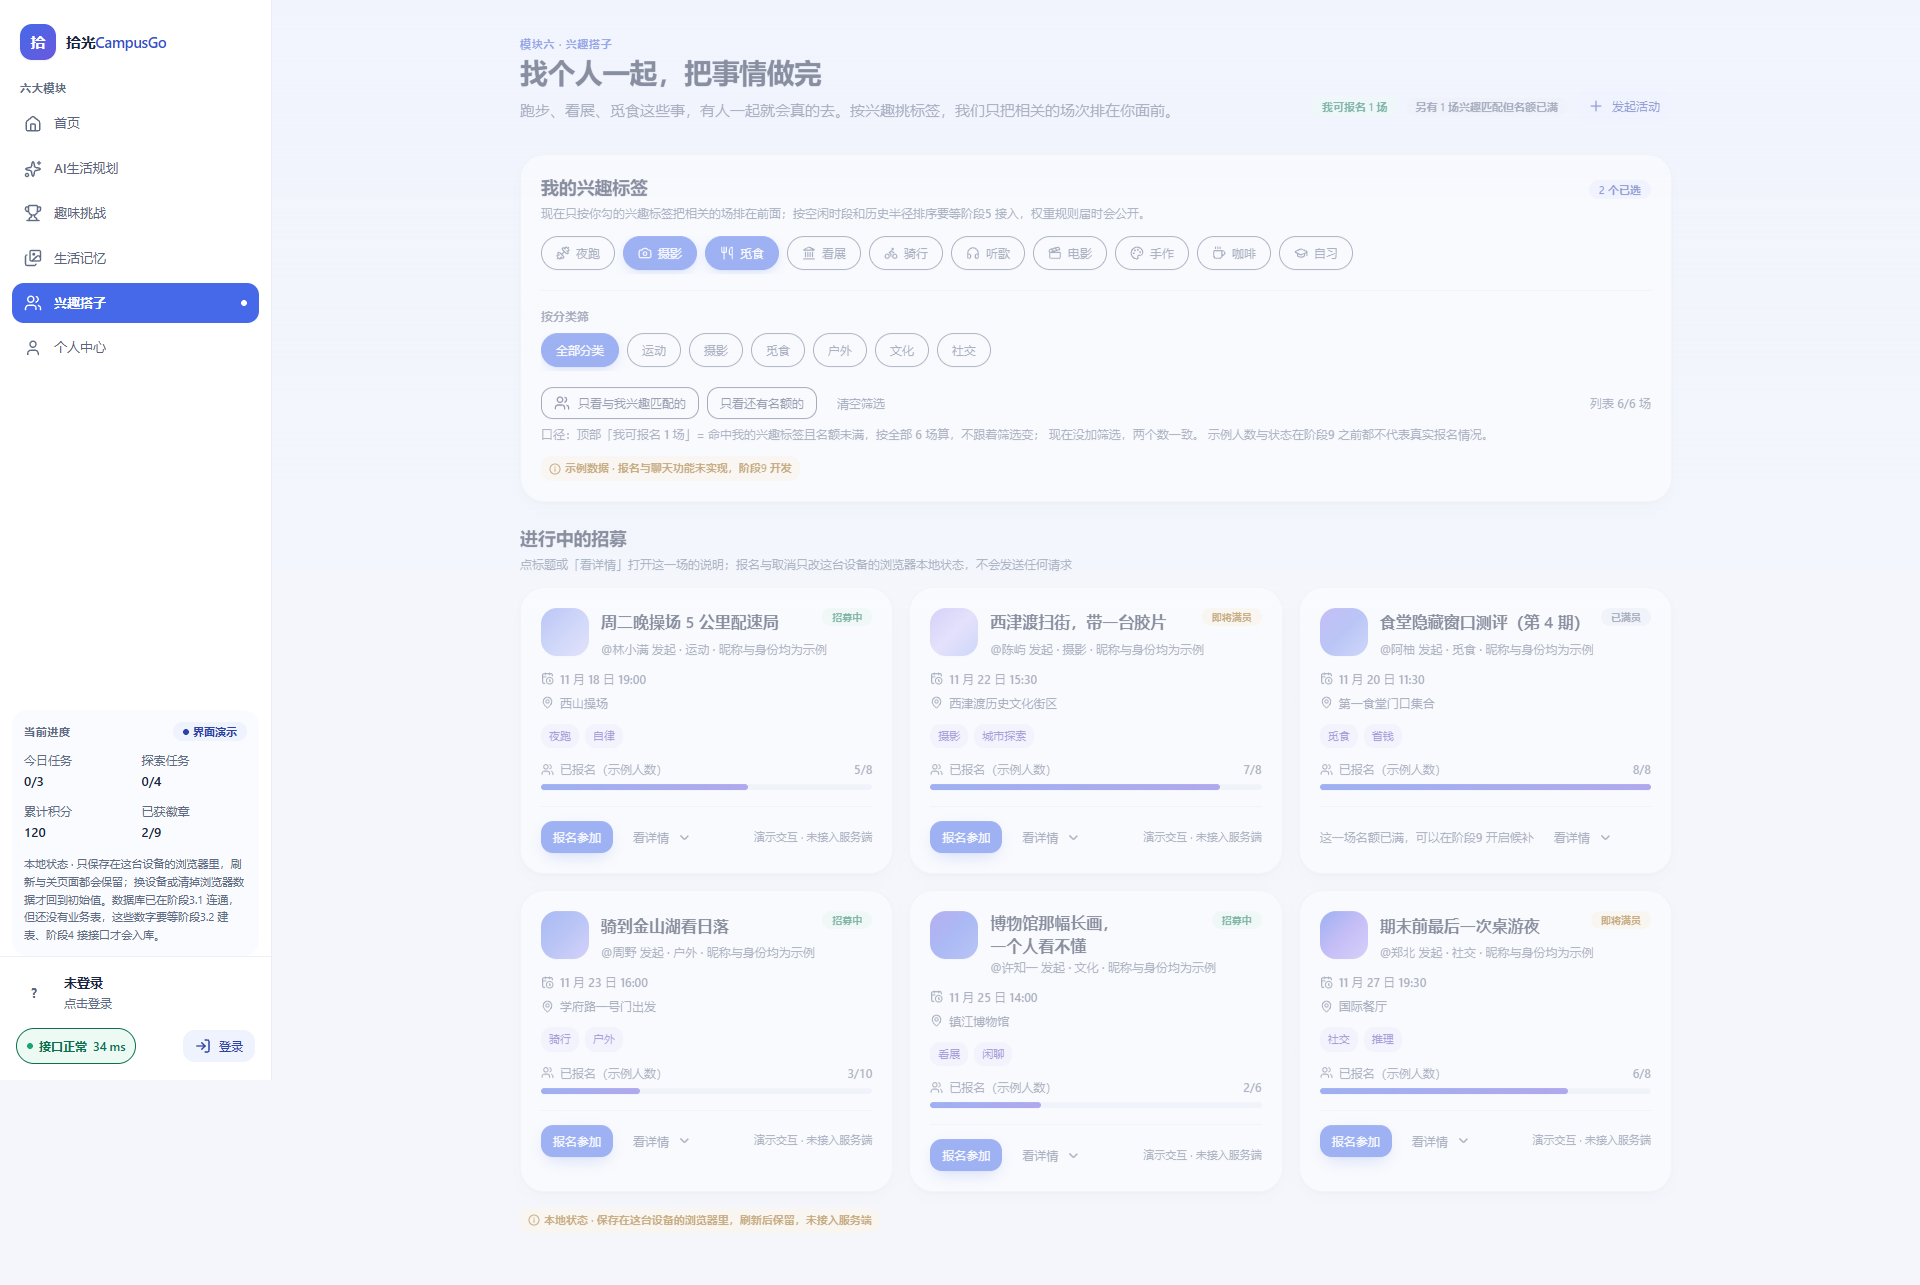 拾 拾光CampusGo
六大模块
首页
AI生活规划
趣味挑战
生活记忆
兴趣搭子
个人中心
当前进度 界面演示
今日任务 探索任务
0/3 0/4
累计积分 已获徽章
120 2/9
本地状态 · 只保存在这台设备的浏览器里，刷
新与关页面都会保留；换设备或清掉浏览器数
据才回到初始值。数据库已在阶段3.1 连通，
但还没有业务表，这些数字要等阶段3.2 建
表、阶段4 接接口才会入库。
? 未登录
点击登录
接口正常 34 ms 登录
模块六 · 兴趣搭子
找个人一起，把事情做完
跑步、看展、觅食这些事，有人一起就会真的去。按兴趣挑标签，我们只把相关的场次排在你面前。
我可报名 1 场 另有 1 场兴趣匹配但名额已满 发起活动
我的兴趣标签 2 个已选
现在只按你勾的兴趣标签把相关的场排在前面；按空闲时段和历史半径排序要等阶段5 接入，权重规则届时会公开。
夜跑 摄影 觅食 看展 骑行 听歌 电影 手作 咖啡 自习
按分类筛
全部分类 运动 摄影 觅食 户外 文化 社交
只看与我兴趣匹配的 只看还有名额的 清空筛选 列表 6/6 场
口径：顶部「我可报名 1 场」= 命中我的兴趣标签且名额未满，按全部 6 场算，不跟着筛选变； 现在没加筛选，两个数一致。 示例人数与状态在阶段9 之前都不代表真实报名情况。
示例数据 · 报名与聊天功能未实现，阶段9 开发
进行中的招募
点标题或「看详情」打开这一场的说明；报名与取消只改这台设备的浏览器本地状态，不会发送任何请求
周二晚操场 5 公里配速局 招募中
@林小满 发起 · 运动 · 昵称与身份均为示例
11 月 18 日 19:00
西山操场
夜跑 自律
已报名（示例人数） 5/8
报名参加 看详情 演示交互 · 未接入服务端
西津渡扫街，带一台胶片 即将满员
@陈屿 发起 · 摄影 · 昵称与身份均为示例
11 月 22 日 15:30
西津渡历史文化街区
摄影 城市探索
已报名（示例人数） 7/8
报名参加 看详情 演示交互 · 未接入服务端
食堂隐藏窗口测评（第 4 期） 已满员
@阿柚 发起 · 觅食 · 昵称与身份均为示例
11 月 20 日 11:30
第一食堂门口集合
觅食 省钱
已报名（示例人数） 8/8
这一场名额已满，可以在阶段9 开启候补 看详情
骑到金山湖看日落 招募中
@周野 发起 · 户外 · 昵称与身份均为示例
11 月 23 日 16:00
学府路一号门出发
骑行 户外
已报名（示例人数） 3/10
报名参加 看详情 演示交互 · 未接入服务端
博物馆那幅长画， 招募中
一个人看不懂
@许知一 发起 · 文化 · 昵称与身份均为示例
11 月 25 日 14:00
镇江博物馆
看展 闲聊
已报名（示例人数） 2/6
报名参加 看详情 演示交互 · 未接入服务端
期末前最后一次桌游夜 即将满员
@郑北 发起 · 社交 · 昵称与身份均为示例
11 月 27 日 19:30
国际餐厅
社交 推理
已报名（示例人数） 6/8
报名参加 看详情 演示交互 · 未接入服务端
本地状态 · 保存在这台设备的浏览器里，刷新后保留，未接入服务端